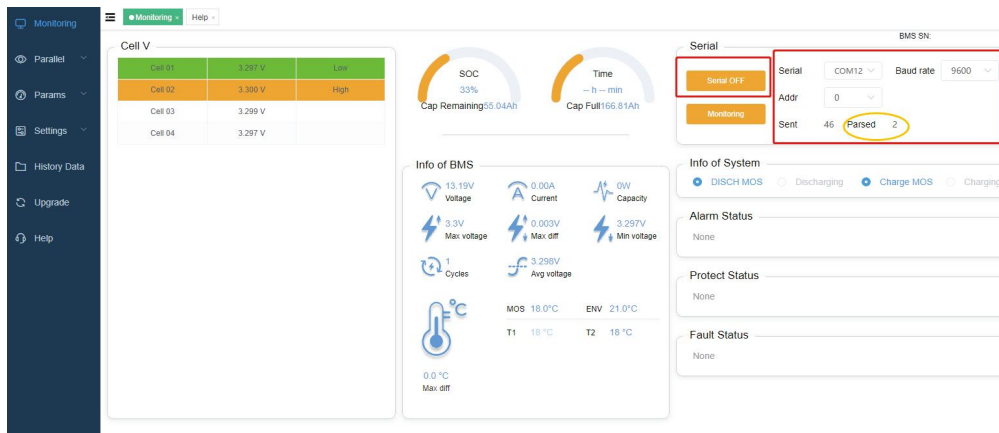 Monitoring
Parallel
Params
Settings
History Data
Upgrade
Help
Monitoring ×
Help ×
Cell V
Cell 01 3.297 V Low
Cell 02 3.300 V High
Cell 03 3.299 V
Cell 04 3.297 V
SOC
33%
Cap Remaining55.04Ah
Time
-- h -- min
Cap Full166.81Ah
Info of BMS
13.19V
Voltage
0.00A
Current
0W
Capacity
3.3V
Max voltage
0.003V
Max diff
3.297V
Min voltage
1
Cycles
3.298V
Avg voltage
°C
MOS 18.0°C ENV 21.0°C
T1 18 °C T2 18 °C
0.0 °C
Max diff
BMS SN:
Serial
Serial OFF
Monitoring
Serial COM12 Baud rate 9600
Addr 0
Sent 46 Parsed 2
Info of System
DISCH MOS Discharging Charge MOS Charging
Alarm Status
None
Protect Status
None
Fault Status
None